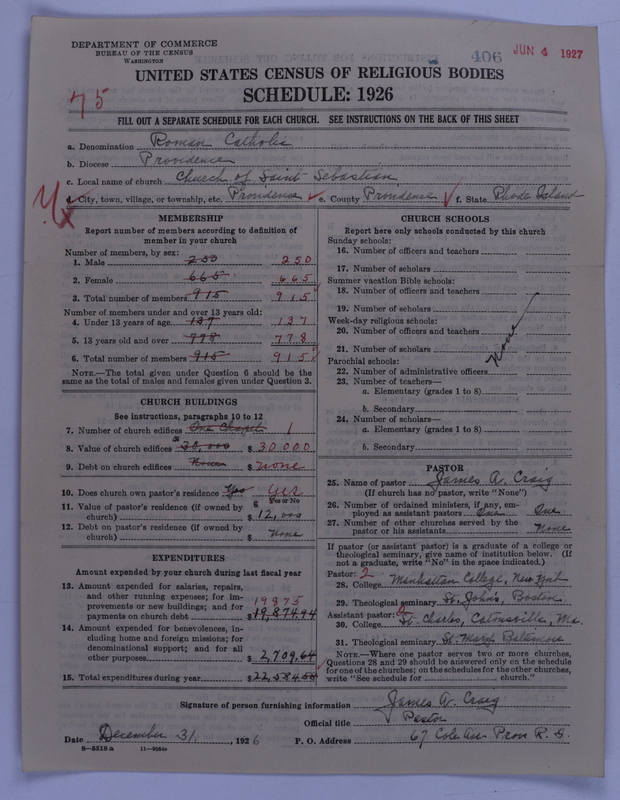 DEPARTMENT OF COMMERCE
BUREAU OF THE CENSUS
WASHINGTON
406
JUN 4 1927
UNITED STATES CENSUS OF RELIGIOUS BODIES
SCHEDULE: 1926
75
FILL OUT A SEPARATE SCHEDULE FOR EACH CHURCH. SEE INSTRUCTIONS ON THE BACK OF THIS SHEET
a. Denomination Roman Catholic
b. Diocese Providence
c. Local name of church Church of Saint Sebastian
d. City, town, village, or township, etc. Providence e. County Providence f. State Rhode Island
MEMBERSHIP
Report number of members according to definition of
member in your church
Number of members, by sex:
1. Male 250 250
2. Female 665 665
3. Total number of members 915 915
Number of members under and over 13 years old:
4. Under 13 years of age 137 137
5. 13 years old and over 778 778
6. Total number of members 915 915
NOTE.—The total given under Question 6 should be the
same as the total of males and females given under Question 3.
CHURCH BUILDINGS
See instructions, paragraphs 10 to 12
7. Number of church edifices One Chapel 1
8. Value of church edifices $ 30,000 $ 30,000
9. Debt on church edifices None $ none
10. Does church own pastor's residence Yes Yes
Yes or No
11. Value of pastor's residence (if owned by
church) $ 12,000
12. Debt on pastor's residence (if owned by
church) $ None
EXPENDITURES
Amount expended by your church during last fiscal year
13. Amount expended for salaries, repairs,
and other running expenses; for im-
provements or new buildings; and for
payments on church debt 19875 $ 19,874.94
14. Amount expended for benevolences, in-
cluding home and foreign missions; for
denominational support; and for all
other purposes $ 2,709.64
15. Total expenditures during year $ 22,584.58
CHURCH SCHOOLS
Report here only schools conducted by this church
Sunday schools:
16. Number of officers and teachers
17. Number of scholars
Summer vacation Bible schools:
18. Number of officers and teachers
19. Number of scholars
Week-day religious schools:
20. Number of officers and teachers
21. Number of scholars
None
Parochial schools:
22. Number of administrative officers
23. Number of teachers—
a. Elementary (grades 1 to 8)
b. Secondary
24. Number of scholars—
a. Elementary (grades 1 to 8)
b. Secondary
PASTOR
25. Name of pastor James A. Craig
(If church has no pastor, write "None")
26. Number of ordained ministers, if any, em-
ployed as assistant pastors One One
27. Number of other churches served by the
pastor or his assistants None
If pastor (or assistant pastor) is a graduate of a college or
theological seminary, give name of institution below. (If
not a graduate, write "No" in the space indicated.)
Pastor: 2
28. College Manhattan College, New York
29. Theological seminary St. Johns, Boston
Assistant pastor: 2
30. College St. Charles, Catonsville, Md.
31. Theological seminary St. Marys Baltimore
NOTE.—Where one pastor serves two or more churches,
Questions 28 and 29 should be answered only on the schedule
for one of the churches; on the schedules for the other churches,
write "See schedule for church."
Signature of person furnishing information James A. Craig
Official title Pastor
Date December 31, 1926 P. O. Address 67 Cole Ave Prov R. I.
8—5518a 11—9264a